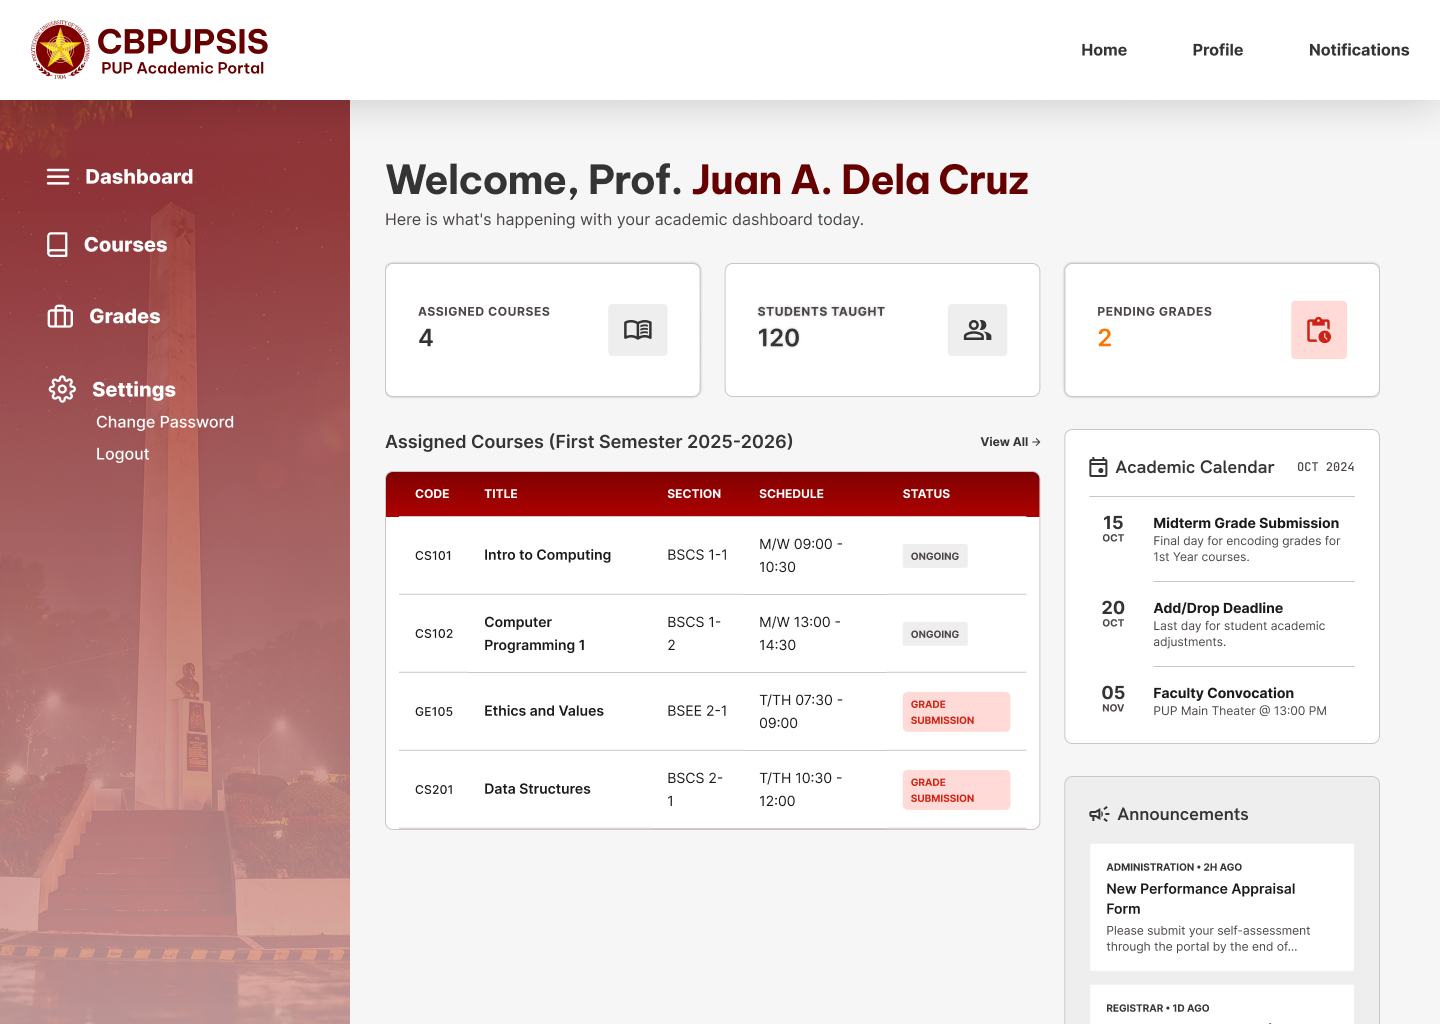 CBPUPSIS
PUP Academic Portal
1904
Home
Profile
Notifications
Dashboard
Courses
Grades
Settings
Change Password
Logout
Welcome, Prof. Juan A. Dela Cruz
Here is what's happening with your academic dashboard today.
ASSIGNED COURSES
4
STUDENTS TAUGHT
120
PENDING GRADES
2
Assigned Courses (First Semester 2025-2026)
View All →
CODE TITLE SECTION SCHEDULE STATUS
CS101
Intro to Computing
BSCS 1-1
M/W 09:00 -
10:30
ONGOING
CS102
Computer
Programming 1
BSCS 1-
2
M/W 13:00 -
14:30
ONGOING
GE105
Ethics and Values
BSEE 2-1
T/TH 07:30 -
09:00
GRADE
SUBMISSION
CS201
Data Structures
BSCS 2-
1
T/TH 10:30 -
12:00
GRADE
SUBMISSION
Academic Calendar
OCT 2024
15
OCT
Midterm Grade Submission
Final day for encoding grades for
1st Year courses.
20
OCT
Add/Drop Deadline
Last day for student academic
adjustments.
05
NOV
Faculty Convocation
PUP Main Theater @ 13:00 PM
Announcements
ADMINISTRATION • 2H AGO
New Performance Appraisal
Form
Please submit your self-assessment
through the portal by the end of...
REGISTRAR • 1D AGO